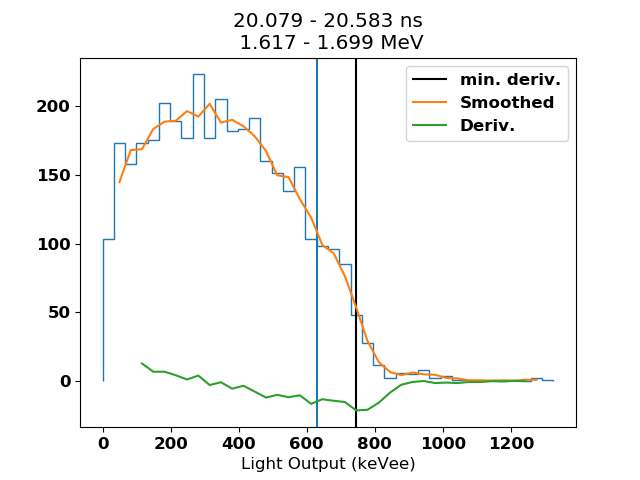 20.079 - 20.583 ns
1.617 - 1.699 MeV
min. deriv.
Smoothed
Deriv.
200
150
100
50
0
0 200 400 600 800 1000 1200
Light Output (keVee)